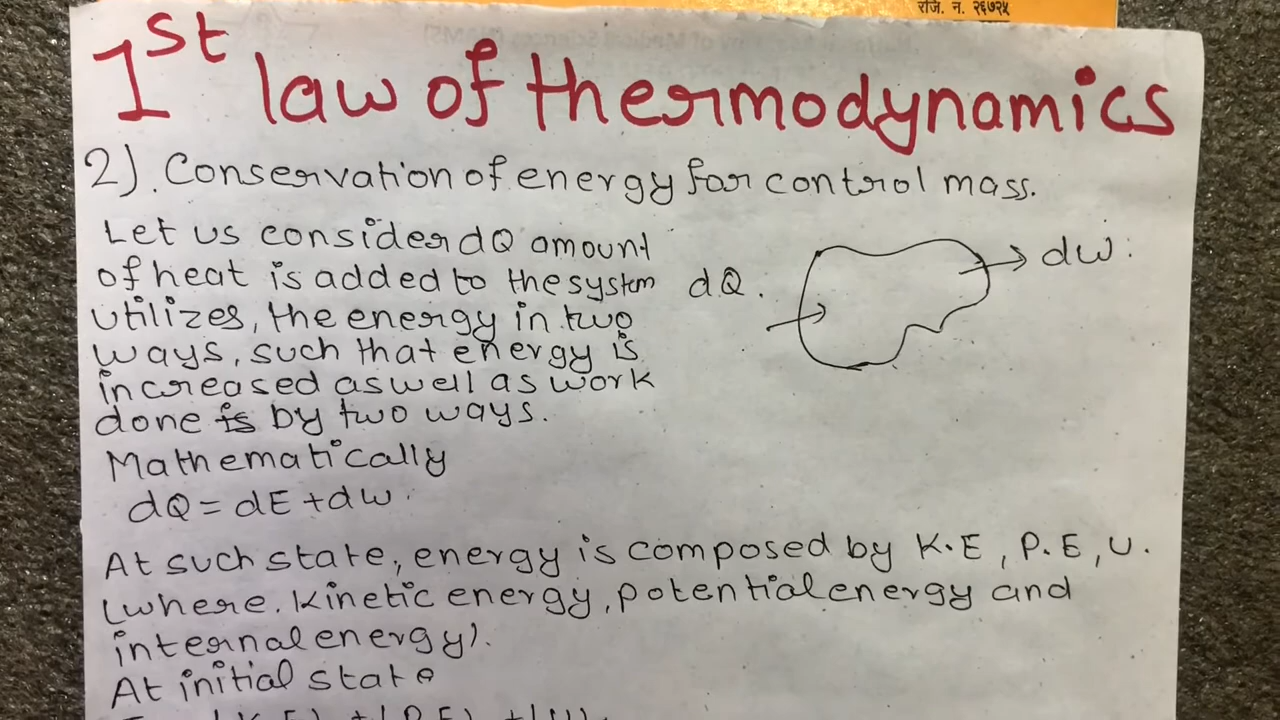 रजि. न. २६७२५
1st law of thermodynamics
2). Conservation of energy for control mass.
Let us consider dQ amount
of heat is added to the system
utilizes, the energy in two
ways, such that energy is
increased as well as work
done is by two ways.
dQ.
dw.
Mathematically
dQ = dE + dw.
At such state, energy is composed by K.E, P.E, U.
(where. kinetic energy, potential energy and
internal energy).
At initial state